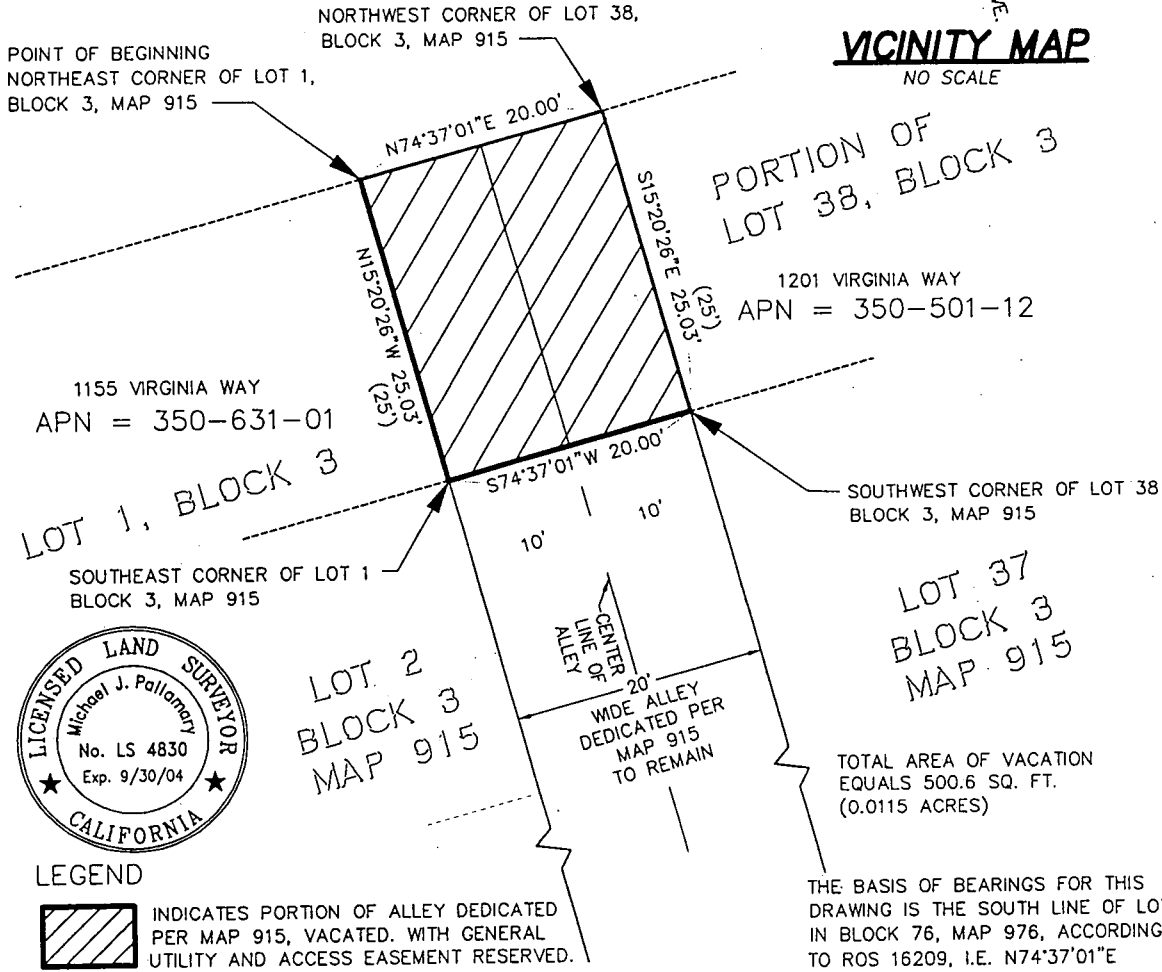 NORTHWEST CORNER OF LOT 38,
BLOCK 3, MAP 915
POINT OF BEGINNING
NORTHEAST CORNER OF LOT 1,
BLOCK 3, MAP 915
VICINITY MAP
NO SCALE
N74°37'01"E 20.00'
PORTION OF
LOT 38, BLOCK 3
S15°20'26"E 25.03'
(25')
N15°20'26"W 25.03'
(25')
1201 VIRGINIA WAY
APN = 350-501-12
1155 VIRGINIA WAY
APN = 350-631-01
LOT 1, BLOCK 3
S74°37'01"W 20.00'
10'
10'
SOUTHWEST CORNER OF LOT 38
BLOCK 3, MAP 915
SOUTHEAST CORNER OF LOT 1
BLOCK 3, MAP 915
CENTER
LINE OF
ALLEY
LOT 37
BLOCK 3
MAP 915
LOT 2
BLOCK 3
MAP 915
20'
WIDE ALLEY
DEDICATED PER
MAP 915
TO REMAIN
LICENSED LAND SURVEYOR
Michael J. Pallamary
No. LS 4830
Exp. 9/30/04
CALIFORNIA
TOTAL AREA OF VACATION
EQUALS 500.6 SQ. FT.
(0.0115 ACRES)
LEGEND
INDICATES PORTION OF ALLEY DEDICATED
PER MAP 915, VACATED. WITH GENERAL
UTILITY AND ACCESS EASEMENT RESERVED.
THE BASIS OF BEARINGS FOR THIS
DRAWING IS THE SOUTH LINE OF
IN BLOCK 76, MAP 976, ACCORDING
TO ROS 16209, I.E. N74°37'01"E